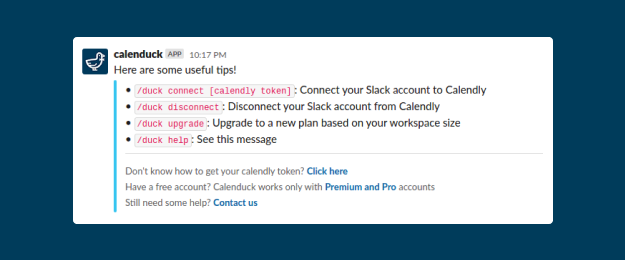 calenduck APP 10:17 PM
Here are some useful tips!
• /duck connect [calendly token]: Connect your Slack account to Calendly
• /duck disconnect: Disconnect your Slack account from Calendly
• /duck upgrade: Upgrade to a new plan based on your workspace size
• /duck help: See this message
Don't know how to get your calendly token? Click here
Have a free account? Calenduck works only with Premium and Pro accounts
Still need some help? Contact us